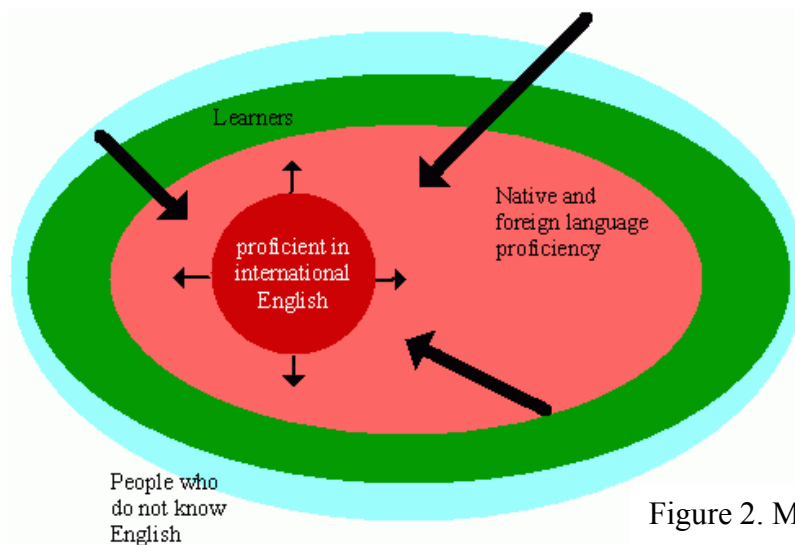 Learners
Native and
foreign language
proficiency
proficient in
international
English
People who
do not know
English
Figure 2. M